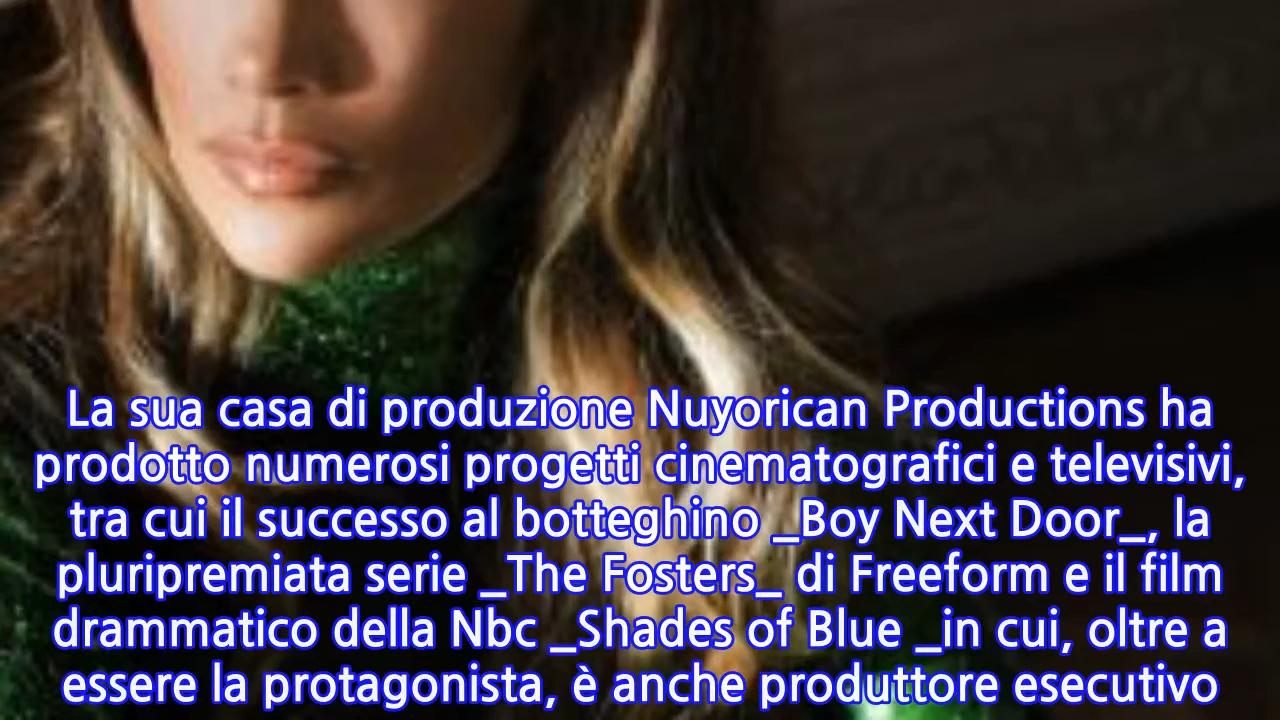 La sua casa di produzione Nuyorican Productions ha
prodotto numerosi progetti cinematografici e televisivi,
tra cui il successo al botteghino _Boy Next Door_, la
pluripremiata serie _The Fosters_ di Freeform e il film
drammatico della Nbc _Shades of Blue _in cui, oltre a
essere la protagonista, è anche produttore esecutivo